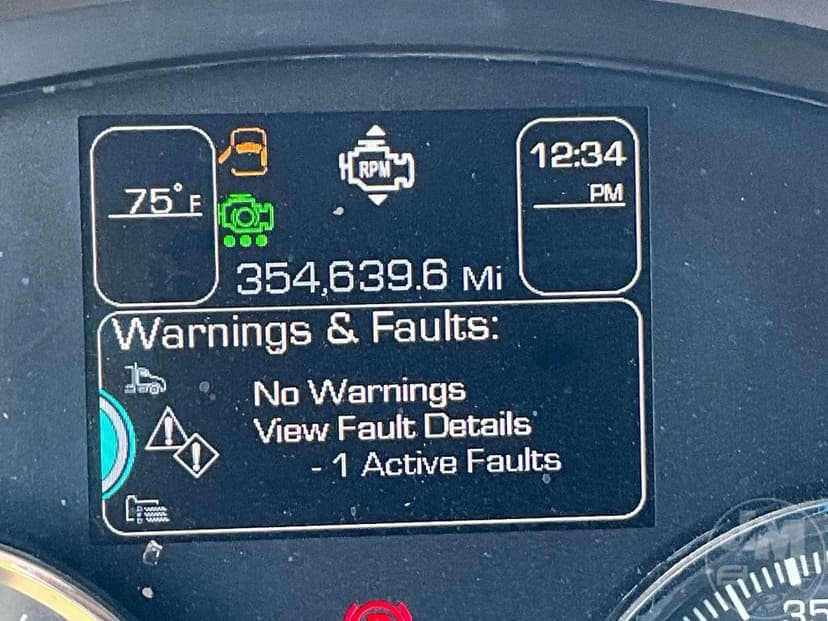 75° F
RPM
12:34
PM
354,639.6 Mi
Warnings & Faults:
No Warnings
View Fault Details
- 1 Active Faults
35